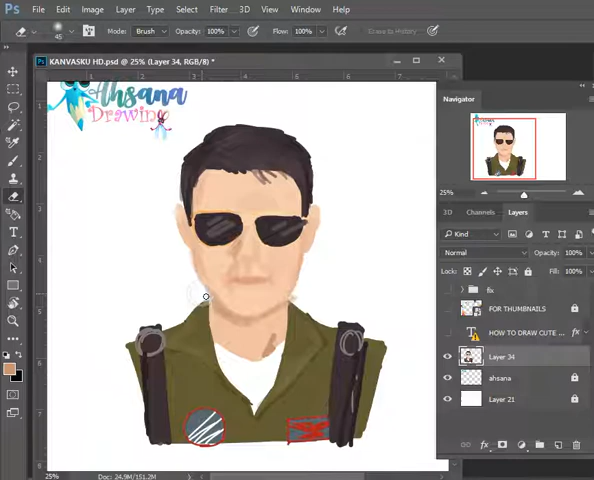 Ps File Edit Image Layer Type Select Filter 3D View Window Help
45 Mode: Brush Opacity: 100% Flow: 100% Erase to History
KANVASKU HD.psd @ 25% (Layer 34, RGB/8) *
Ahsana
Drawing
Navigator
25%
3D Channels Layers
Kind
Normal Opacity: 100%
Lock: Fill: 100%
fix
FOR THUMBNAILS
T HOW TO DRAW CUTE ... fx
Layer 34
ahsana
Layer 21
25% Doc: 24.9M/151.2M